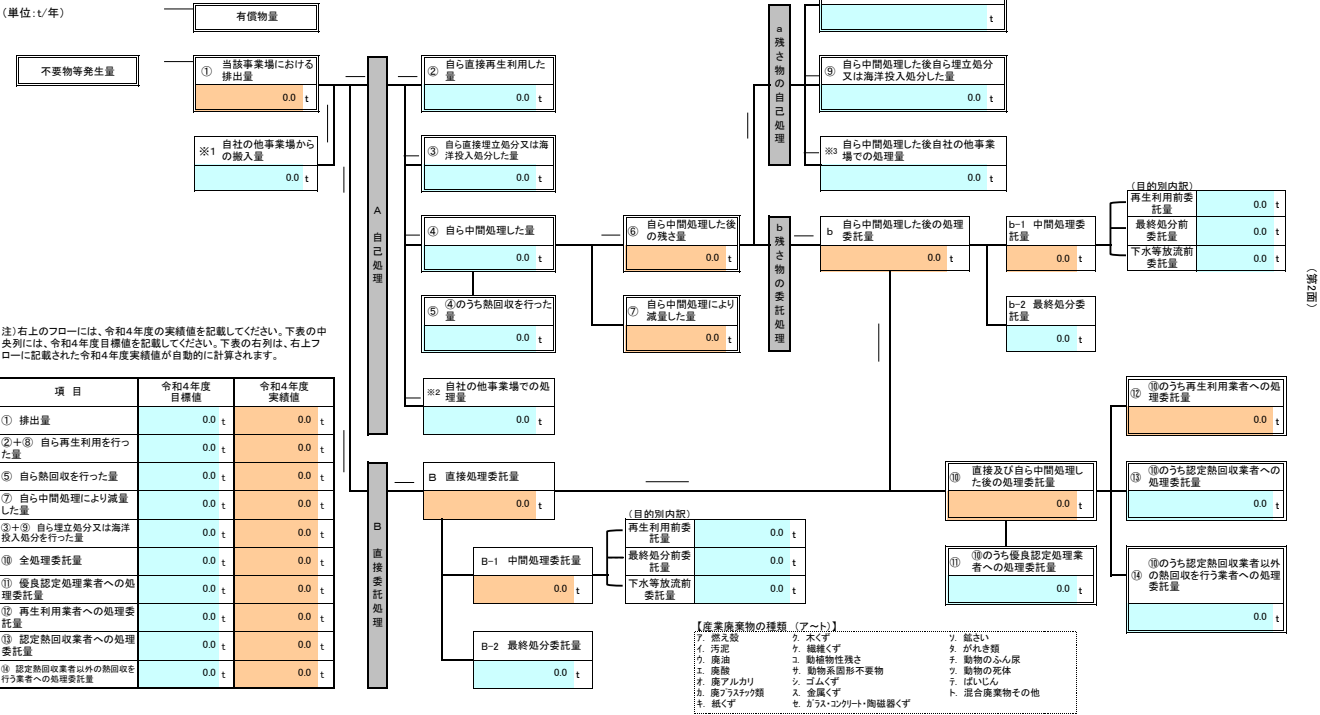 （単位：t/年）
有償物量
不要物等発生量
① 当該事業場における
排出量
0.0 t
※1 自社の他事業場から
の搬入量
0.0 t
A 自己処理
② 自ら直接再生利用した
量
0.0 t
③ 自ら直接埋立処分又は海
洋投入処分した量
0.0 t
④ 自ら中間処理した量
0.0 t
⑤ ④のうち熱回収を行った
量
0.0 t
※2 自社の他事業場での処
理量
0.0 t
⑥ 自ら中間処理した後
の残さ量
0.0 t
⑦ 自ら中間処理により
減量した量
0.0 t
a 残さ物の自己処理
t
⑨ 自ら中間処理した後自ら埋立処分
又は海洋投入処分した量
0.0 t
※3 自ら中間処理した後自社の他事業
場での処理量
0.0 t
b 残さ物の委託処理
b 自ら中間処理した後の処理
委託量
0.0 t
b-1 中間処理委
託量
0.0 t
（目的別内訳）
再生利用前委
託量
0.0 t
最終処分前
委託量
0.0 t
下水等放流前
委託量
0.0 t
b-2 最終処分委
託量
0.0 t
（第2面）
注）右上のフローには、令和４年度の実績値を記載してください。下表の中
央列には、令和４年度目標値を記載してください。下表の右列は、右上フ
ローに記載された令和４年度実績値が自動的に計算されます。
項 目
令和４年度
目標値
令和４年度
実績値
① 排出量
0.0 t 0.0 t
②＋⑧ 自ら再生利用を行っ
た量
0.0 t 0.0 t
⑤ 自ら熱回収を行った量
0.0 t 0.0 t
⑦ 自ら中間処理により減量
した量
0.0 t 0.0 t
③＋⑨ 自ら埋立処分又は海洋
投入処分を行った量
0.0 t 0.0 t
⑩ 全処理委託量
0.0 t 0.0 t
⑪ 優良認定処理業者への処
理委託量
0.0 t 0.0 t
⑫ 再生利用業者への処理委
託量
0.0 t 0.0 t
⑬ 認定熱回収業者への処理
委託量
0.0 t 0.0 t
⑭ 認定熱回収業者以外の熱回収を
行う業者への処理委託量
0.0 t 0.0 t
B 直接委託処理
B 直接処理委託量
0.0 t
B-1 中間処理委託量
0.0 t
（目的別内訳）
再生利用前委
託量
0.0 t
最終処分前委
託量
0.0 t
下水等放流前
委託量
0.0 t
B-2 最終処分委託量
0.0 t
⑩ 直接及び自ら中間処理し
た後の処理委託量
0.0 t
⑪ ⑩のうち優良認定処理業
者への処理委託量
0.0 t
⑫ ⑩のうち再生利用業者への処
理委託量
0.0 t
⑬ ⑩のうち認定熱回収業者への
処理委託量
0.0 t
⑭ ⑩のうち認定熱回収業者以外
の熱回収を行う業者への処理
委託量
0.0 t
【産業廃棄物の種類 （ア～ト）】
ア. 燃え殻
イ. 汚泥
ウ. 廃油
エ. 廃酸
オ. 廃アルカリ
カ. 廃プラスチック類
キ. 紙くず
ク. 木くず
ケ. 繊維くず
コ. 動植物性残さ
サ. 動物系固形不要物
シ. ゴムくず
ス. 金属くず
セ. ガラス・コンクリート・陶磁器くず
ソ. 鉱さい
タ. がれき類
チ. 動物のふん尿
ツ. 動物の死体
テ. ばいじん
ト. 混合廃棄物その他